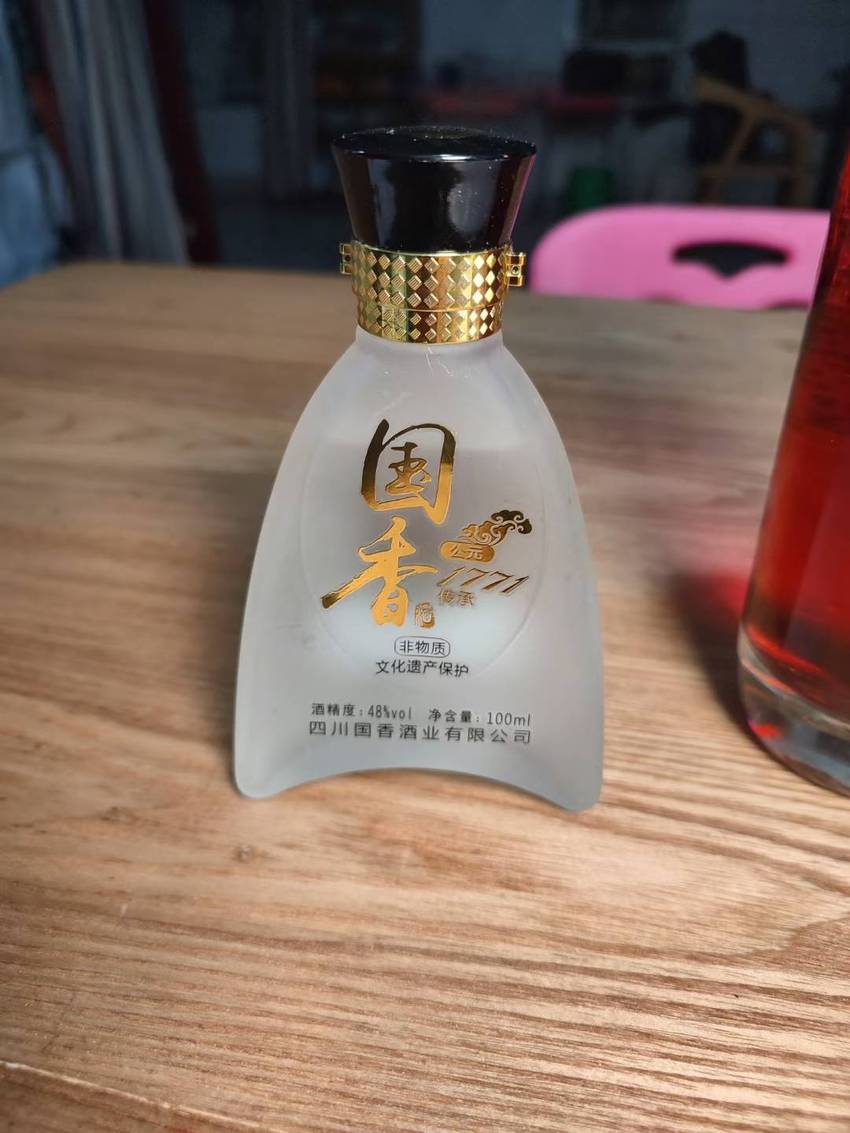 国
香
公元
1771
传承
非物质
文化遗产保护
酒精度：48%vol 净含量：100ml
四川国香酒业有限公司